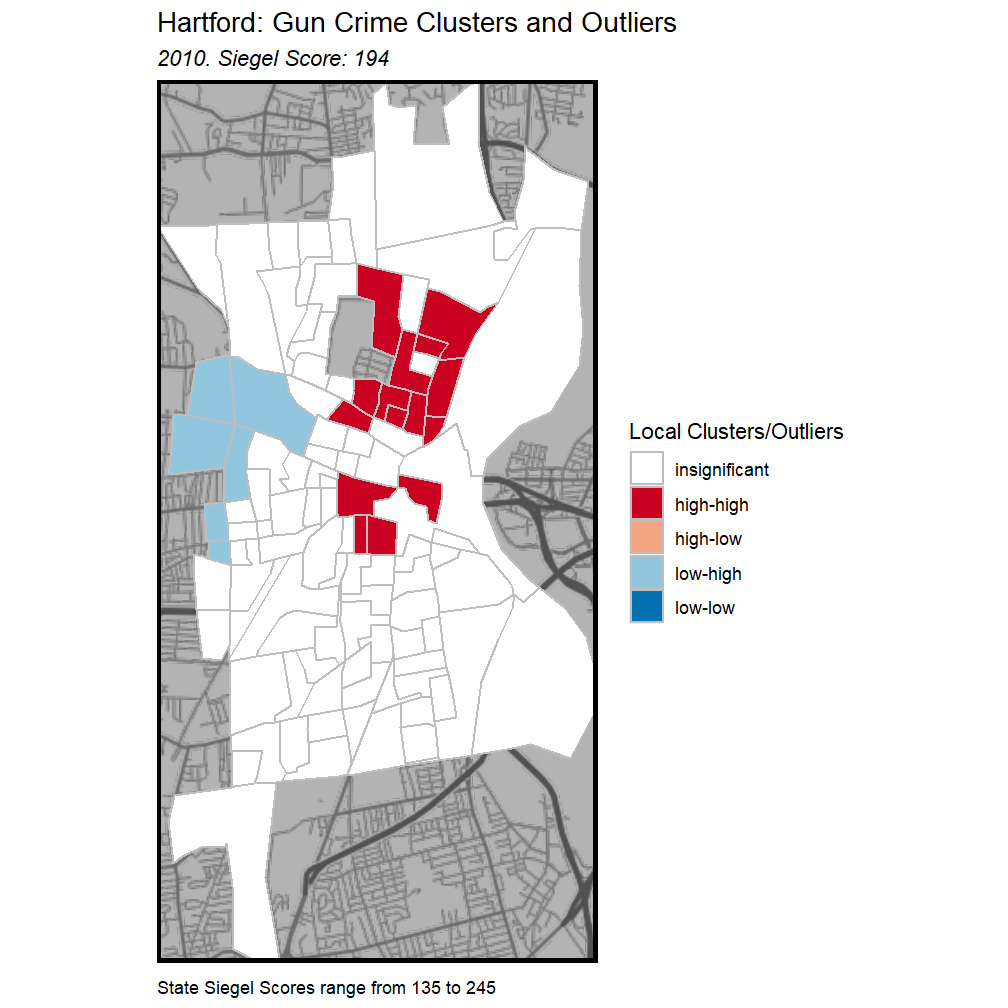 Hartford: Gun Crime Clusters and Outliers
2010. Siegel Score: 194
Local Clusters/Outliers
insignificant
high-high
high-low
low-high
low-low
State Siegel Scores range from 135 to 245